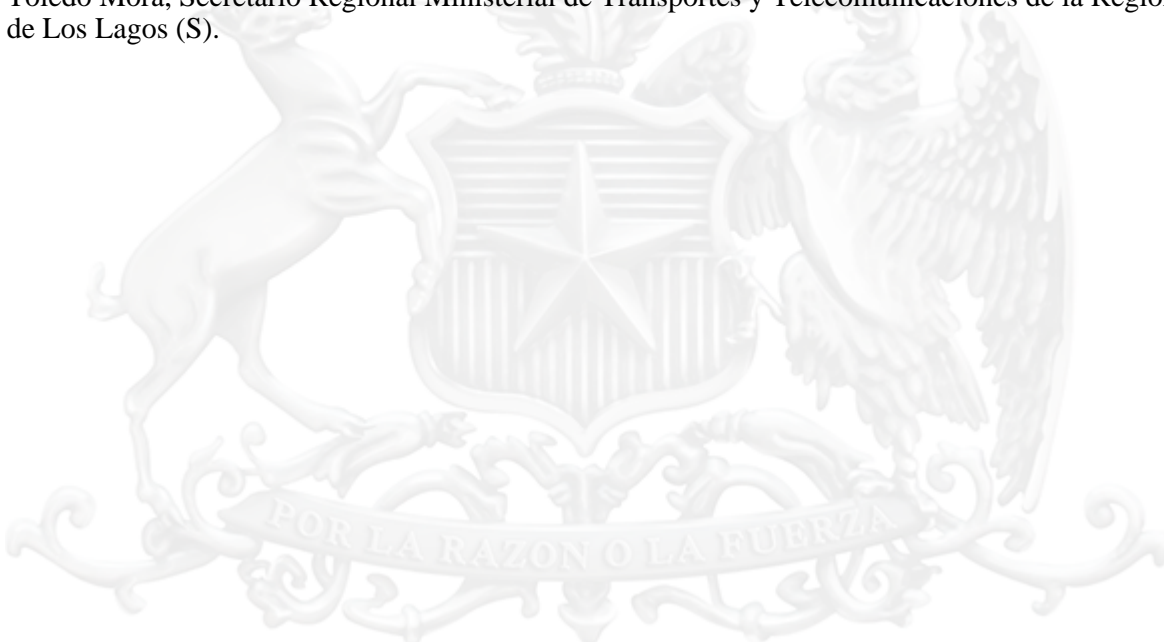 Toledo Mora, Secretario Regional Ministerial de Transportes y Telecomunicaciones de la Región
de Los Lagos (S).
POR LA RAZON O LA FUERZA